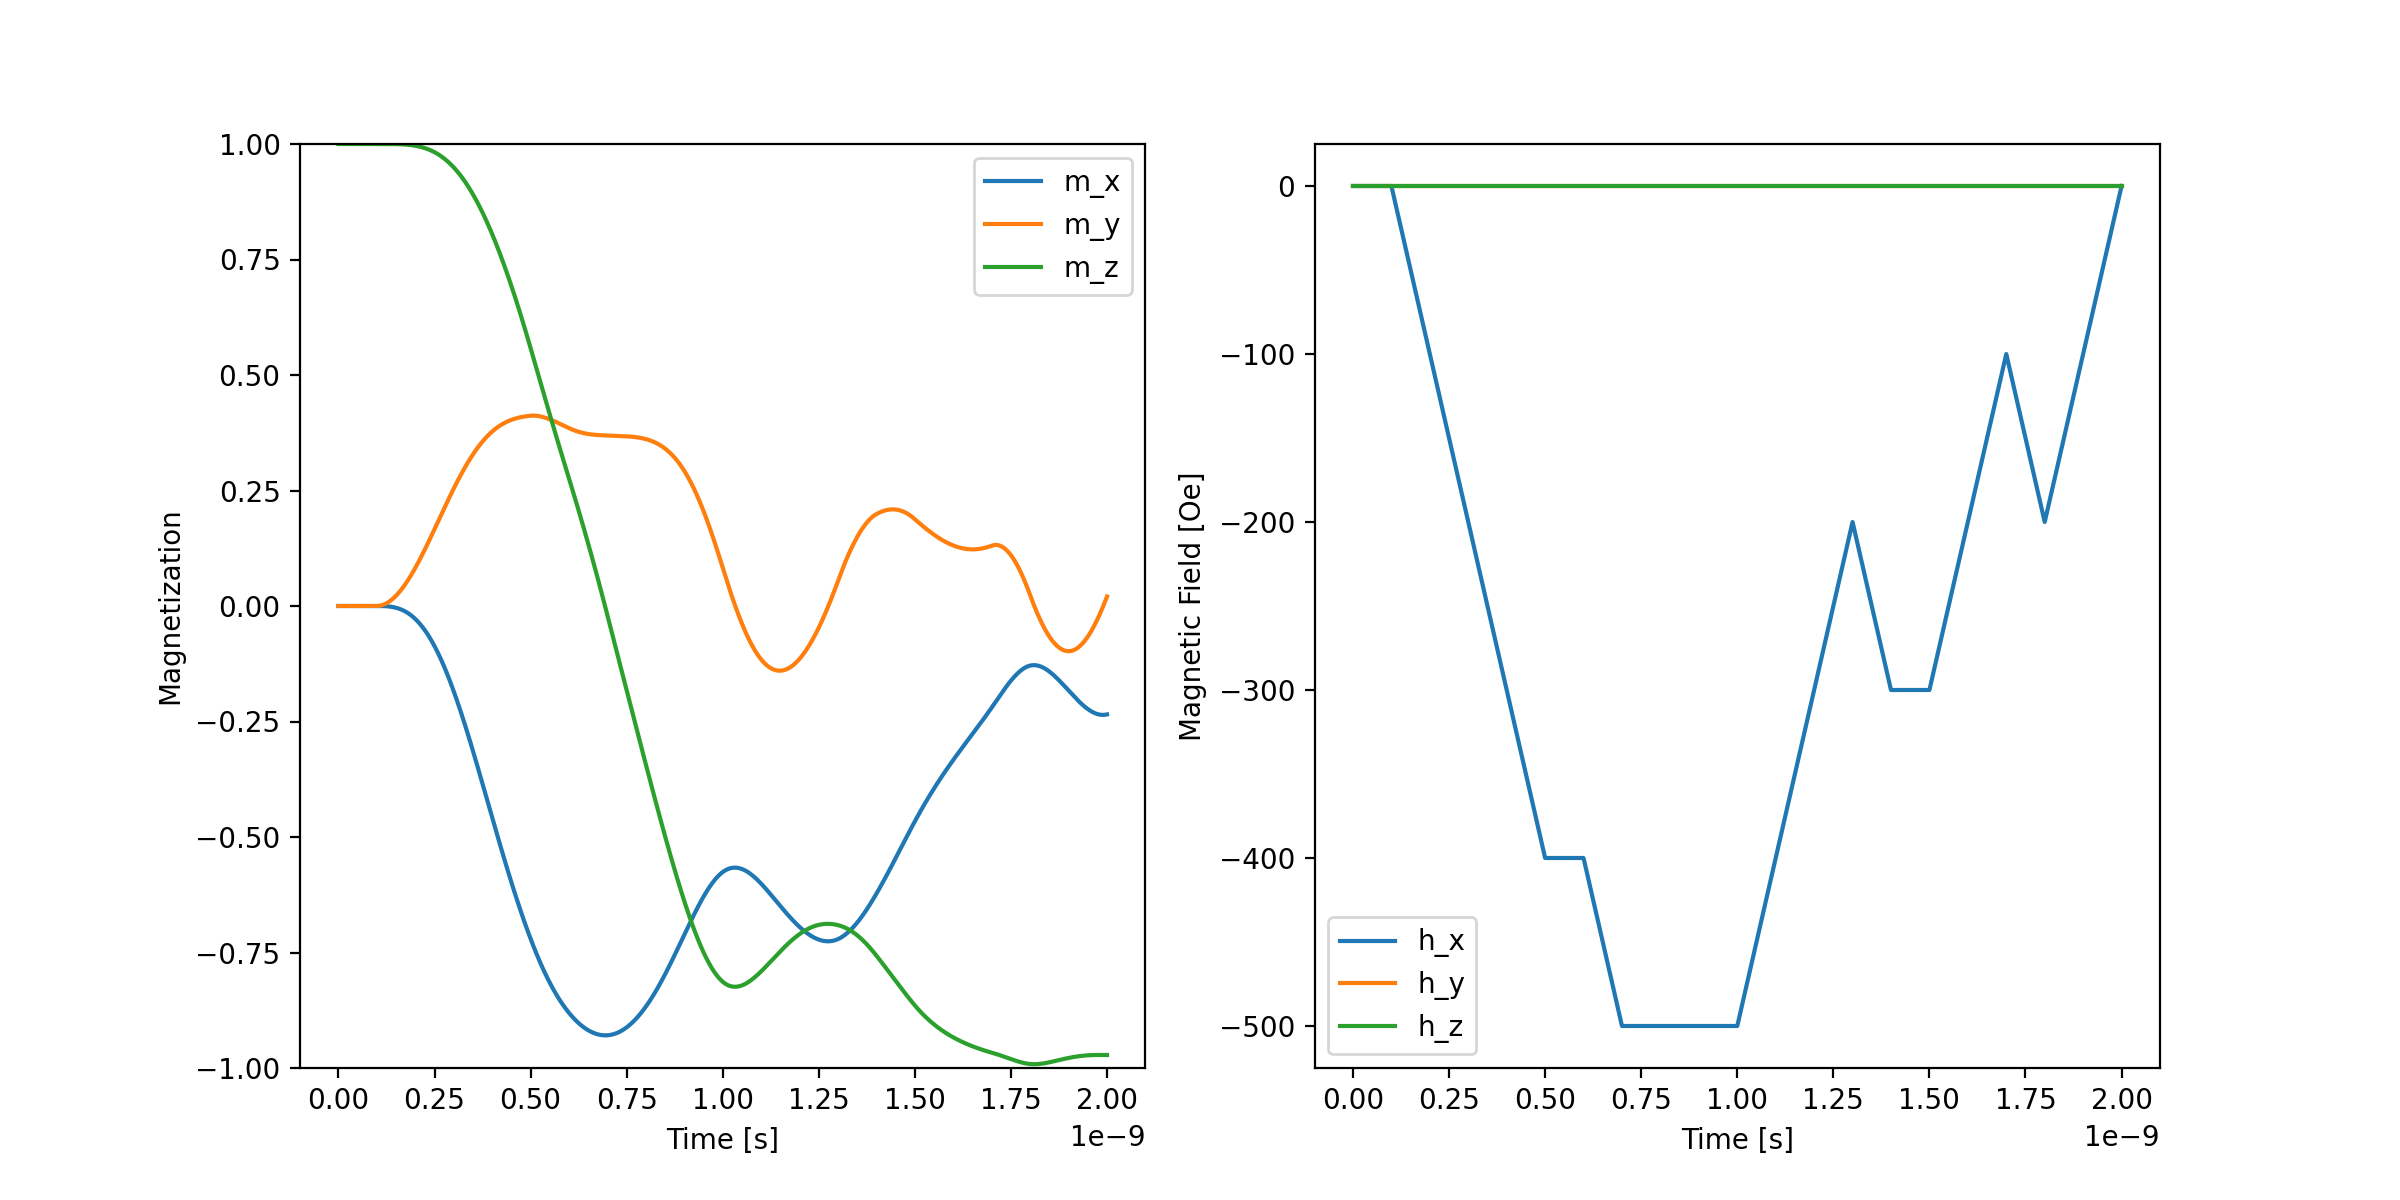 1.00
0.75
0.50
0.25
0.00
−0.25
−0.50
−0.75
−1.00
Magnetization
m_x
m_y
m_z
0.00 0.25 0.50 0.75 1.00 1.25 1.50 1.75 2.00
Time [s]
1e−9
0
−100
−200
−300
−400
−500
Magnetic Field [Oe]
h_x
h_y
h_z
0.00 0.25 0.50 0.75 1.00 1.25 1.50 1.75 2.00
Time [s]
1e−9